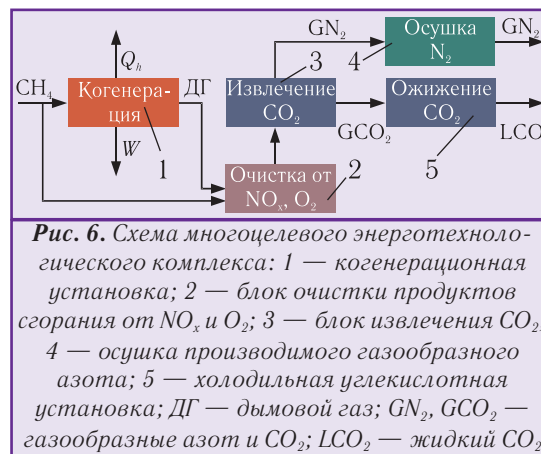 GN₂
Осушка
N₂
GN₂
Qₕ
3
4
CH₄
Когенера-
ция
ДГ
Извлечение
CO₂
Ожижение
CO₂
GCO₂
LCO
W
1
5
Очистка от
NOₓ, O₂
2
Рис. 6. Схема многоцелевого энерготехноло-
гического комплекса: 1 — когенерационная
установка; 2 — блок очистки продуктов
сгорания от NOₓ и O₂; 3 — блок извлечения CO₂,
4 — осушка производимого газообразного
азота; 5 — холодильная углекислотная
установка; ДГ — дымовой газ; GN₂, GCO₂ —
газообразные азот и CO₂; LCO₂ — жидкий CO₂